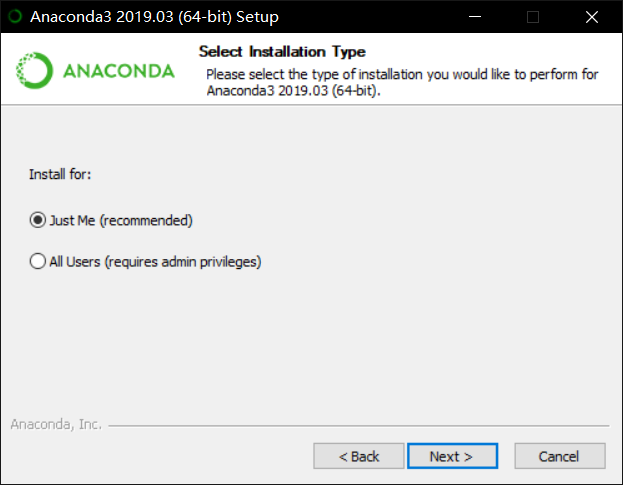 Anaconda3 2019.03 (64-bit) Setup
ANACONDA
Select Installation Type
Please select the type of installation you would like to perform for
Anaconda3 2019.03 (64-bit).
Install for:
Just Me (recommended)
All Users (requires admin privileges)
Anaconda, Inc.
< Back
Next >
Cancel